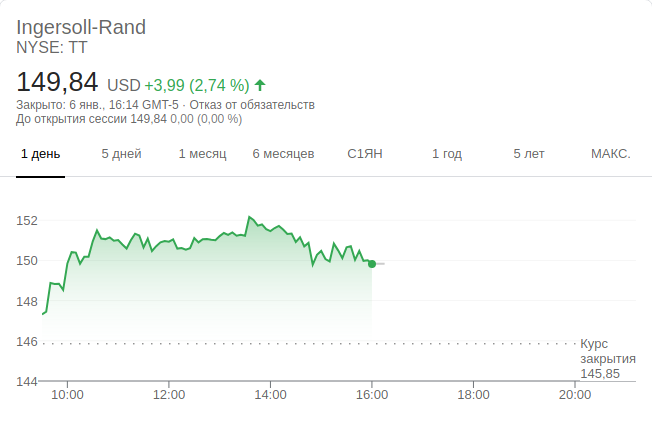 Ingersoll-Rand
NYSE: TT
149,84 USD +3,99 (2,74 %)
Закрыто: 6 янв., 16:14 GMT-5 · Отказ от обязательств
До открытия сессии 149,84 0,00 (0,00 %)
1 день 5 дней 1 месяц 6 месяцев С1ЯН 1 год 5 лет МАКС.
152
150
148
146
Курс
закрытия
145,85
144
10:00 12:00 14:00 16:00 18:00 20:00